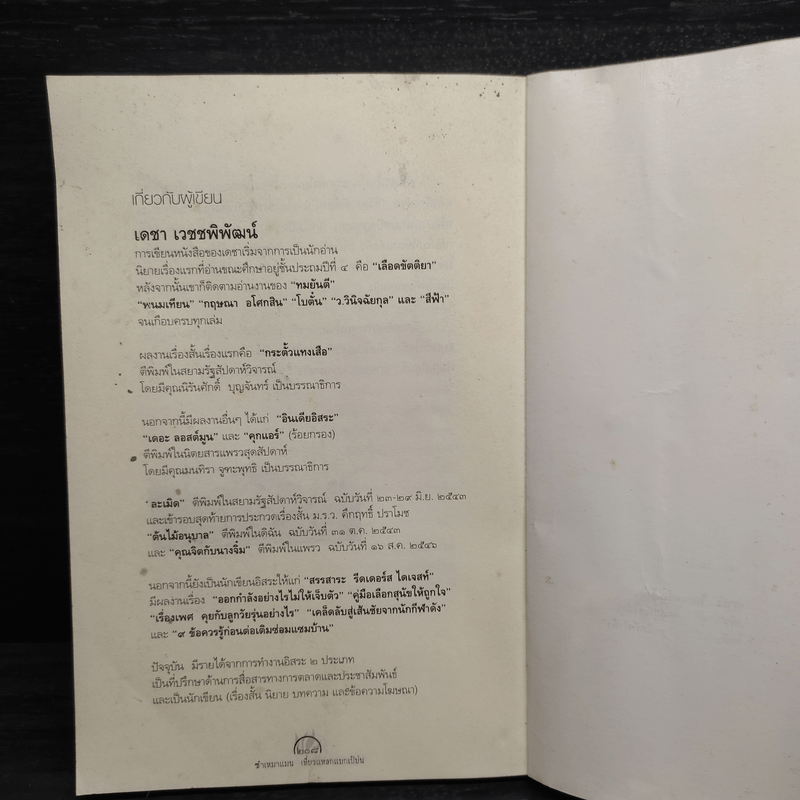 เกี่ยวกับผู้เขียน
เดชา เวชชพิพัฒน์
การเขียนหนังสือของเดชาเริ่มจากการเป็นนักอ่าน
นิยายเรื่องแรกที่อ่านขณะศึกษาอยู่ชั้นประถมปีที่ ๔ คือ "เลือดขัตติยา"
หลังจากนั้นเขาก็ติดตามอ่านงานของ "ทมยันตี"
"พนมเทียน" "กฤษณา อโศกสิน" "โบตั๋น" "ว.วินิจฉัยกุล" และ "สีฟ้า"
จนเกือบครบทุกเล่ม
ผลงานเรื่องสั้นเรื่องแรกคือ "กระตั้วแทงเสือ"
ตีพิมพ์ในสยามรัฐสัปดาห์วิจารณ์
โดยมีคุณนิรันศักดิ์ บุญจันทร์ เป็นบรรณาธิการ
นอกจากนี้มีผลงานอื่นๆ ได้แก่ "อินเดียอิสระ"
"เดอะ ลอสต์มูน" และ "คุกแอร์" (ร้อยกรอง)
ตีพิมพ์ในนิตยสารแพรวสุดสัปดาห์
โดยมีคุณมนทิรา จูฑะพุทธิ เป็นบรรณาธิการ
"ละเมิด" ตีพิมพ์ในสยามรัฐสัปดาห์วิจารณ์ ฉบับวันที่ ๒๓-๒๙ มิ.ย. ๒๕๔๓
และเข้ารอบสุดท้ายการประกวดเรื่องสั้น ม.ร.ว. คึกฤทธิ์ ปราโมช
"ต้นไม้อนุบาล" ตีพิมพ์ในดิฉัน ฉบับวันที่ ๓๑ ต.ค. ๒๕๔๓
และ "คุณจิตกับนางจิ๋ม" ตีพิมพ์ในแพรว ฉบับวันที่ ๑๖ ส.ค. ๒๕๔๖
นอกจากนี้ยังเป็นนักเขียนอิสระให้แก่ "สรรสาระ รีดเดอร์ส ไดเจสท์"
มีผลงานเรื่อง "ออกกำลังอย่างไรไม่ให้เจ็บตัว" "คู่มือเลือกสุนัขให้ถูกใจ"
"เรื่องเพศ คุยกับลูกวัยรุ่นอย่างไร" "เคล็ดลับสู่เส้นชัยจากนักกีฬาดัง"
และ "๙ ข้อควรรู้ก่อนต่อเติมซ่อมแซมบ้าน"
ปัจจุบัน มีรายได้จากการทำงานอิสระ ๒ ประเภท
เป็นที่ปรึกษาด้านการสื่อสารทางการตลาดและประชาสัมพันธ์
และเป็นนักเขียน (เรื่องสั้น นิยาย บทความ และข้อความโฆษณา)
๒๐๘
ซำเหมาแมน เที่ยวแหลกแยกเป้บ่น